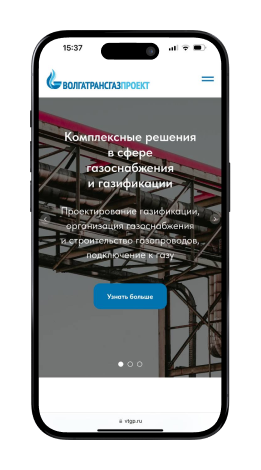 15:37
ВОЛГАТРАНСГАЗПРОЕКТ
Комплексные решения
в сфере
газоснабжения
и газификации
Проектирование газификации,
организация газоснабжения
и строительство газопроводов,
подключение к газу
Узнать больше
vtgp.ru